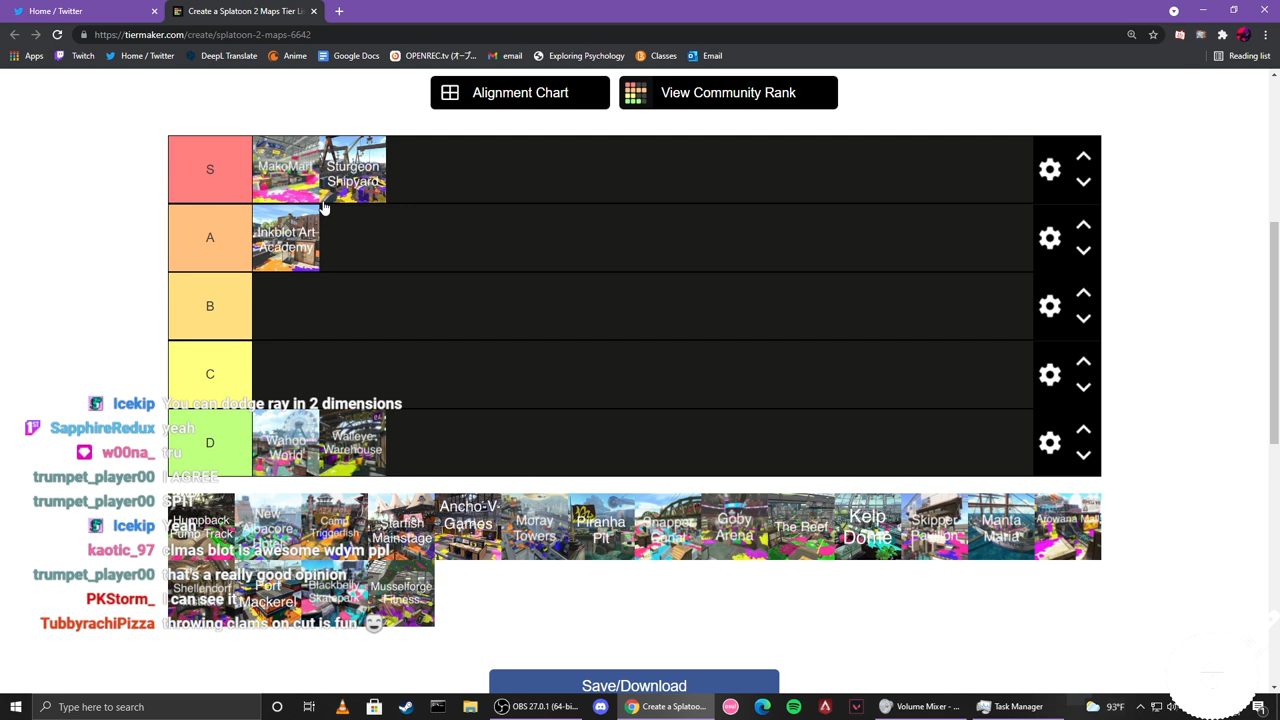 Home / Twitter
Create a Splatoon 2 Maps Tier Li
https://tiermaker.com/create/splatoon-2-maps-6642
Apps
Twitch
Home / Twitter
DeepL Translate
Anime
Google Docs
OPENREC.tv (オープ...
email
Exploring Psychology
Classes
Email
Reading list
Alignment Chart
View Community Rank
S
MakoMart
Sturgeon
Shipyard
A
Inkblot Art
Academy
B
C
D
Wahoo
World
Walleye
Warehouse
Icekip You can dodge ray in 2 dimensions
SapphireRedux yeah
w00na_ tru
trumpet_player00 I AGREE
trumpet_player00 SPIT
Icekip Yeah
kaotic_97 clmas blot is awesome wdym ppl
trumpet_player00 that's a really good opinion
PKStorm_ I can see it
TubbyrachiPizza throwing clams on cut is fun
Humpback
Pump Track
New
Albacore
Hotel
Camp
Triggerfish
Starfish
Mainstage
Ancho-V
Games
Moray
Towers
Piranha
Pit
Snapper
Canal
Goby
Arena
The Reef
Kelp
Dome
Skipper
Pavilion
Manta
Maria
Arowana Mall
Shellendorf
Port
Mackerel
Blackbelly
Skatepark
Musselforge
Fitness
Save/Download
Type here to search
OBS 27.0.1 (64-bi...
Create a Splatoo...
osu!
Volume Mixer - ...
Task Manager
93°F